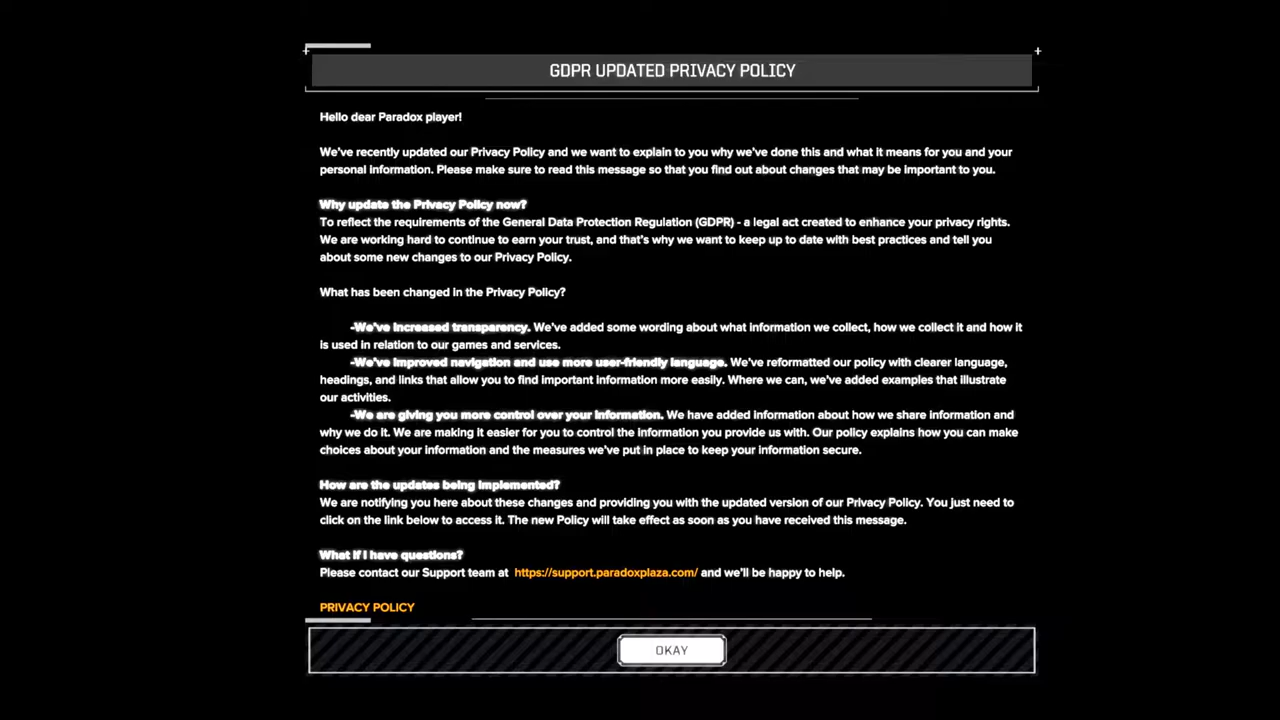 GDPR UPDATED PRIVACY POLICY
Hello dear Paradox player!
We've recently updated our Privacy Policy and we want to explain to you why we've done this and what it means for you and your
personal information. Please make sure to read this message so that you find out about changes that may be important to you.
Why update the Privacy Policy now?
To reflect the requirements of the General Data Protection Regulation (GDPR) - a legal act created to enhance your privacy rights.
We are working hard to continue to earn your trust, and that's why we want to keep up to date with best practices and tell you
about some new changes to our Privacy Policy.
What has been changed in the Privacy Policy?
-We've increased transparency. We've added some wording about what information we collect, how we collect it and how it
is used in relation to our games and services.
-We've improved navigation and use more user-friendly language. We've reformatted our policy with clearer language,
headings, and links that allow you to find important information more easily. Where we can, we've added examples that illustrate
our activities.
-We are giving you more control over your information. We have added information about how we share information and
why we do it. We are making it easier for you to control the information you provide us with. Our policy explains how you can make
choices about your information and the measures we've put in place to keep your information secure.
How are the updates being implemented?
We are notifying you here about these changes and providing you with the updated version of our Privacy Policy. You just need to
click on the link below to access it. The new Policy will take effect as soon as you have received this message.
What if I have questions?
Please contact our Support team at https://support.paradoxplaza.com/ and we'll be happy to help.
PRIVACY POLICY
OKAY